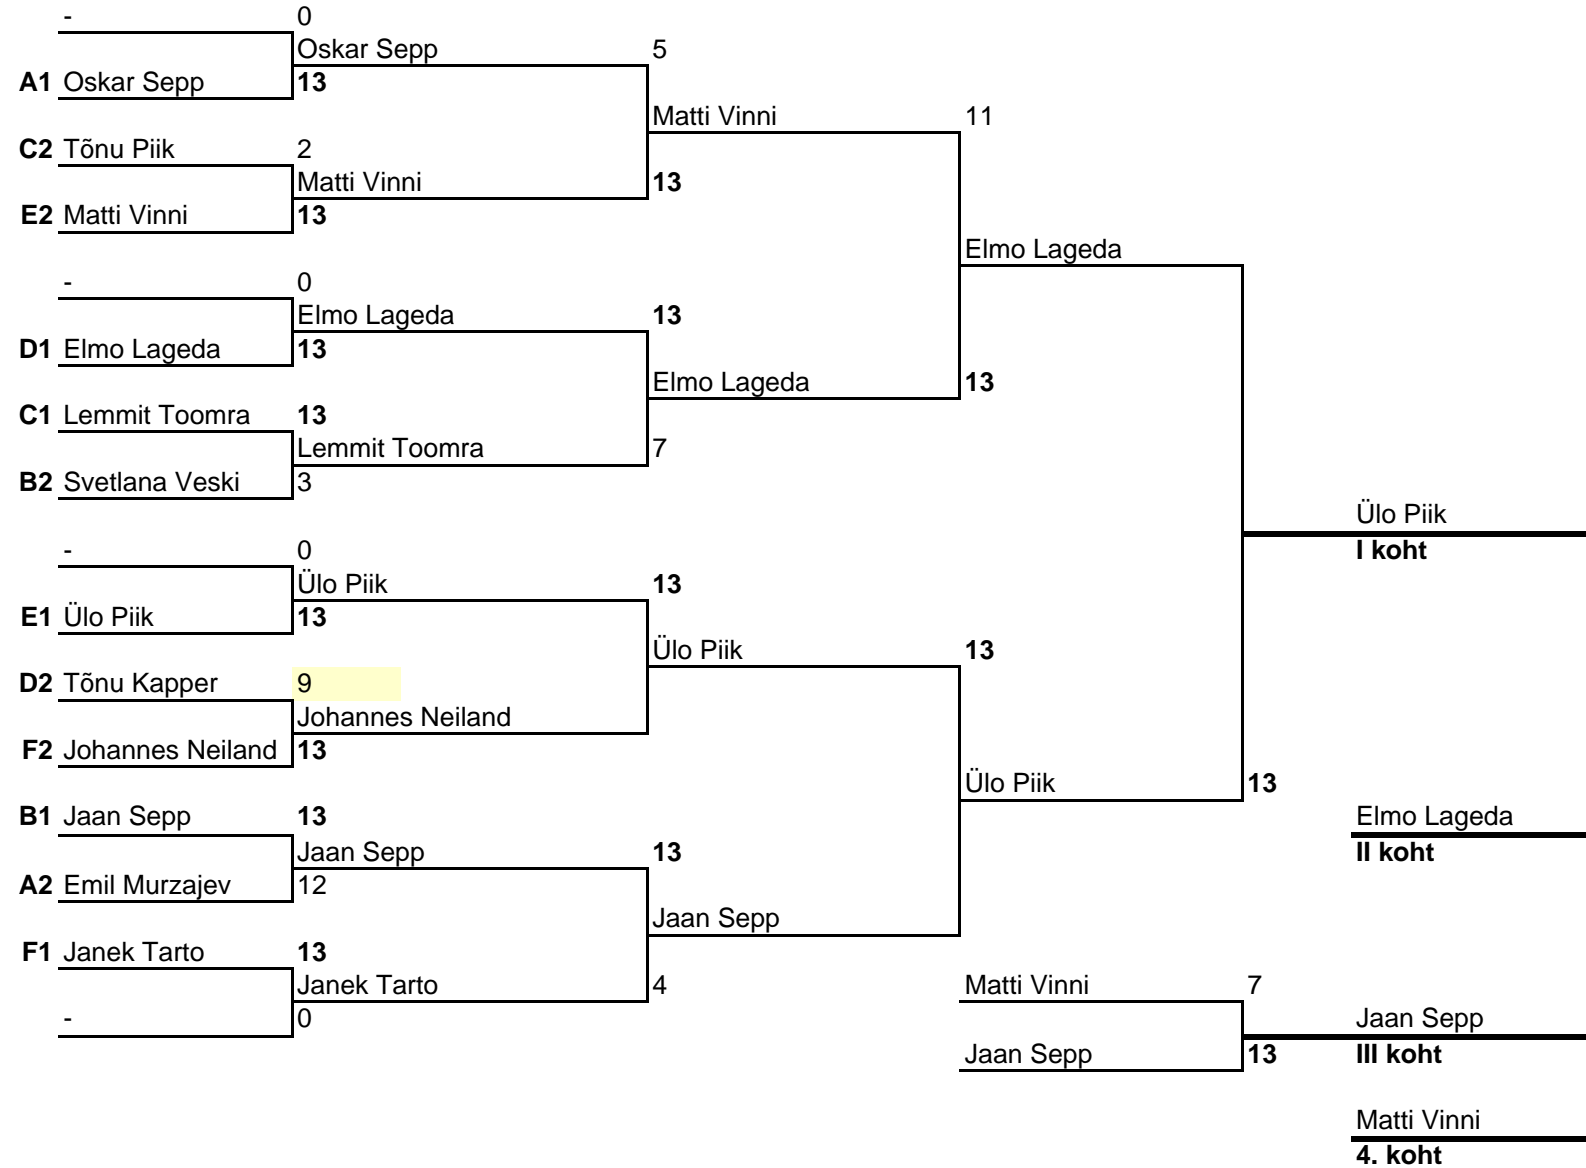 - 0
Oskar Sepp 5
A1 Oskar Sepp 13
Matti Vinni 11
C2 Tõnu Piik 2
Matti Vinni 13
E2 Matti Vinni 13
Elmo Lageda
- 0
Elmo Lageda 13
D1 Elmo Lageda 13
Elmo Lageda 13
C1 Lemmit Toomra 13
Lemmit Toomra 7
B2 Svetlana Veski 3
Ülo Piik
- 0
I koht
Ülo Piik 13
E1 Ülo Piik 13
Ülo Piik 13
D2 Tõnu Kapper 9
Johannes Neiland
F2 Johannes Neiland 13
Ülo Piik 13
B1 Jaan Sepp 13
Elmo Lageda
Jaan Sepp 13
II koht
A2 Emil Murzajev 12
Jaan Sepp
F1 Janek Tarto 13
Janek Tarto 4
Matti Vinni 7
- 0
Jaan Sepp
Jaan Sepp 13
III koht
Matti Vinni
4. koht